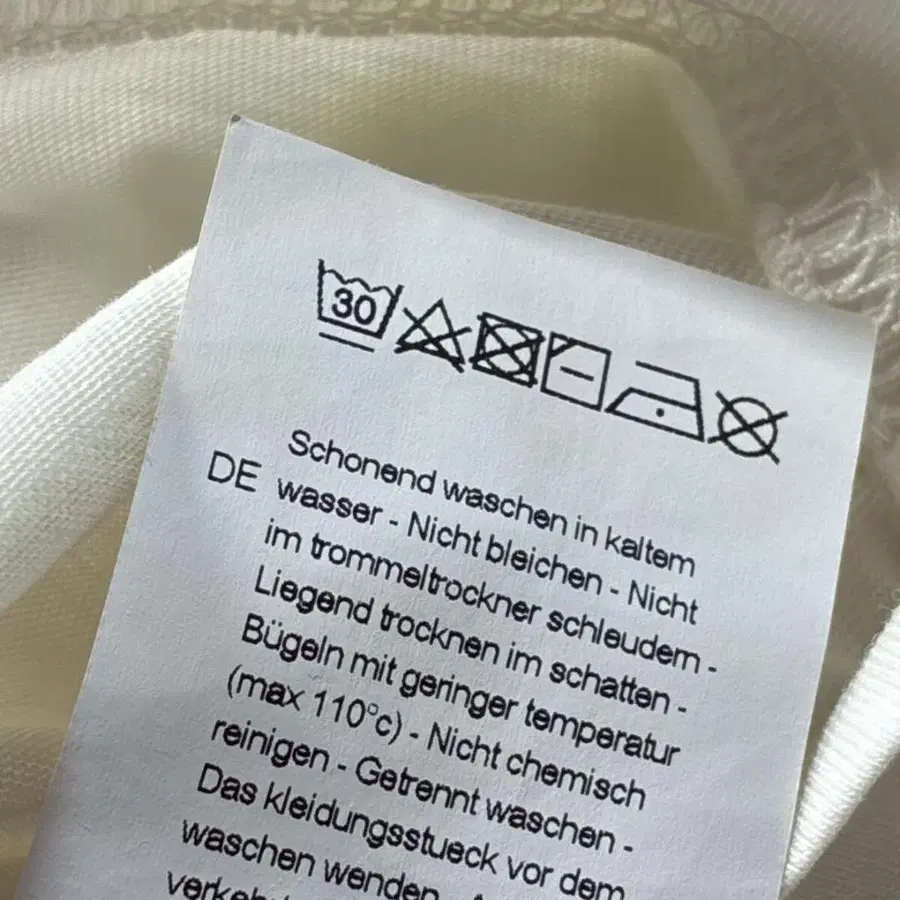 30
Schonend waschen in kaltem
DE wasser - Nicht bleichen - Nicht
im trommeltrockner schleudern -
Liegend trocknen im schatten -
Bügeln mit geringer temperatur
(max 110°c) - Nicht chemisch
reinigen - Getrennt waschen -
Das kleidungsstueck vor dem
waschen wenden